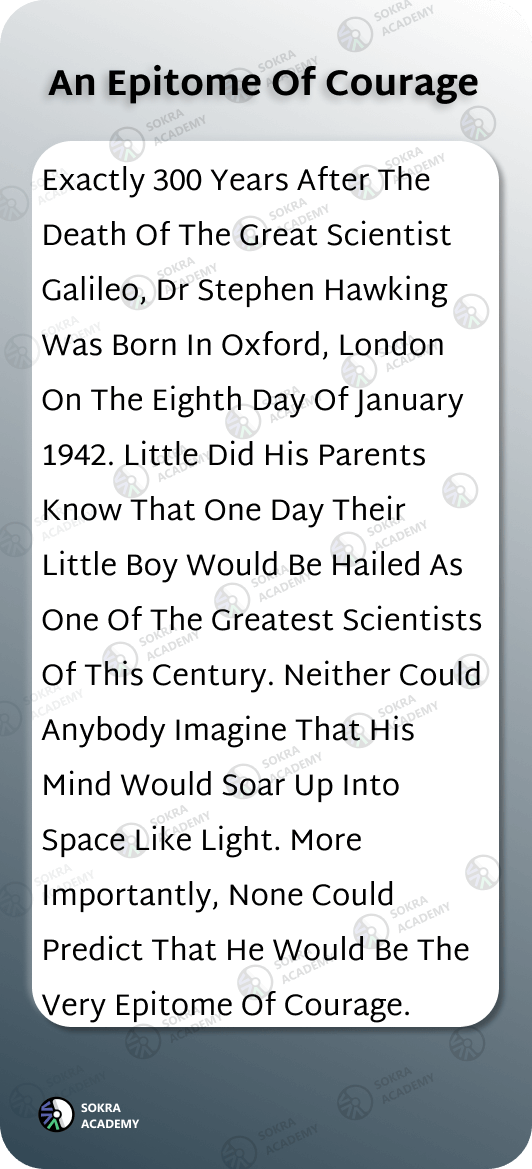 An Epitome Of Courage
Exactly 300 Years After The
Death Of The Great Scientist
Galileo, Dr Stephen Hawking
Was Born In Oxford, London
On The Eighth Day Of January
1942. Little Did His Parents
Know That One Day Their
Little Boy Would Be Hailed As
One Of The Greatest Scientists
Of This Century. Neither Could
Anybody Imagine That His
Mind Would Soar Up Into
Space Like Light. More
Importantly, None Could
Predict That He Would Be The
Very Epitome Of Courage.
SOKRA
ACADEMY